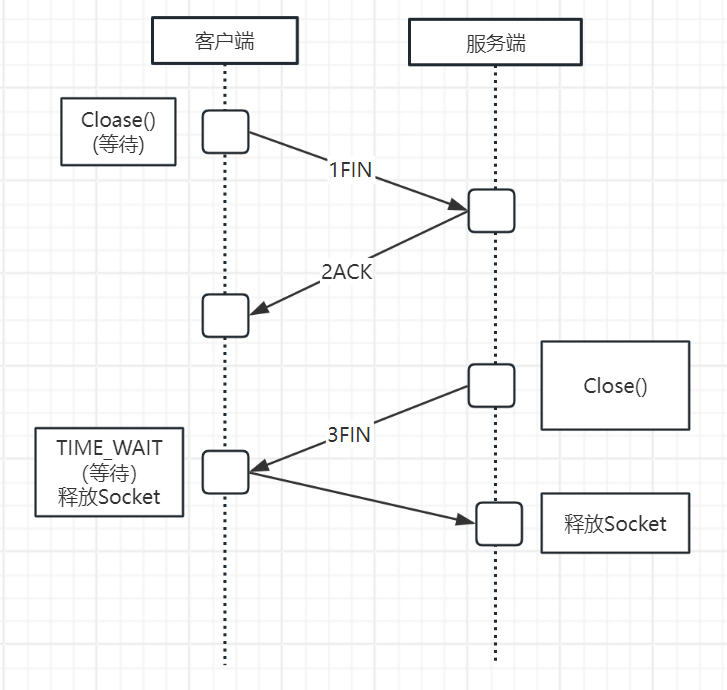 客户端
服务端
Cloase()
(等待)
1FIN
2ACK
Close()
3FIN
TIME_WAIT
(等待)
释放Socket
释放Socket